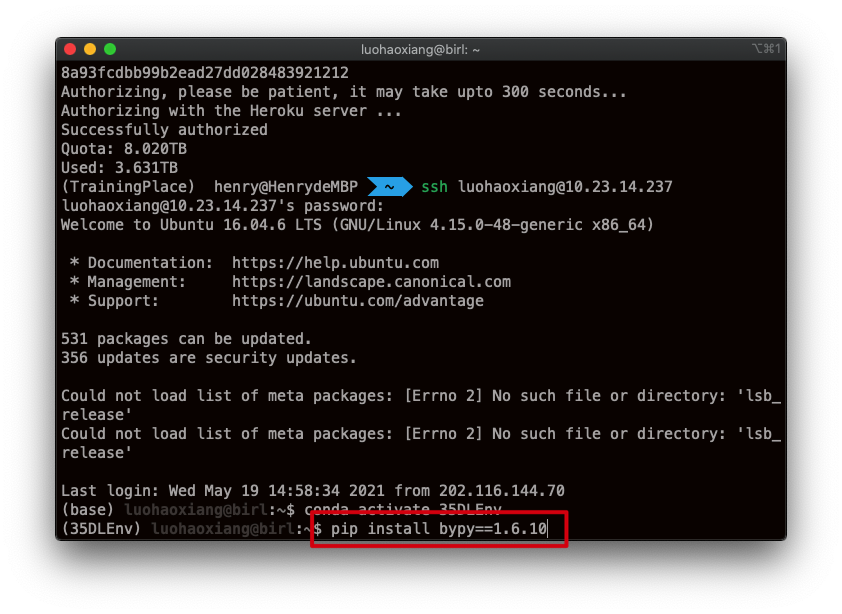 luohaoxiang@birl: ~
⌥⌘1
8a93fcdbb99b2ead27dd028483921212
Authorizing, please be patient, it may take upto 300 seconds...
Authorizing with the Heroku server ...
Successfully authorized
Quota: 8.020TB
Used: 3.631TB
(TrainingPlace)  henry@HenrydeMBP  ~  ssh luohaoxiang@10.23.14.237
luohaoxiang@10.23.14.237's password:
Welcome to Ubuntu 16.04.6 LTS (GNU/Linux 4.15.0-48-generic x86_64)
* Documentation:  https://help.ubuntu.com
* Management:     https://landscape.canonical.com
* Support:        https://ubuntu.com/advantage
531 packages can be updated.
356 updates are security updates.
Could not load list of meta packages: [Errno 2] No such file or directory: 'lsb_
release'
Could not load list of meta packages: [Errno 2] No such file or directory: 'lsb_
release'
Last login: Wed May 19 14:58:34 2021 from 202.116.144.70
(base) luohaoxiang@birl:~$ conda activate 35DLEnv
(35DLEnv) luohaoxiang@birl:~$ pip install bypy==1.6.10